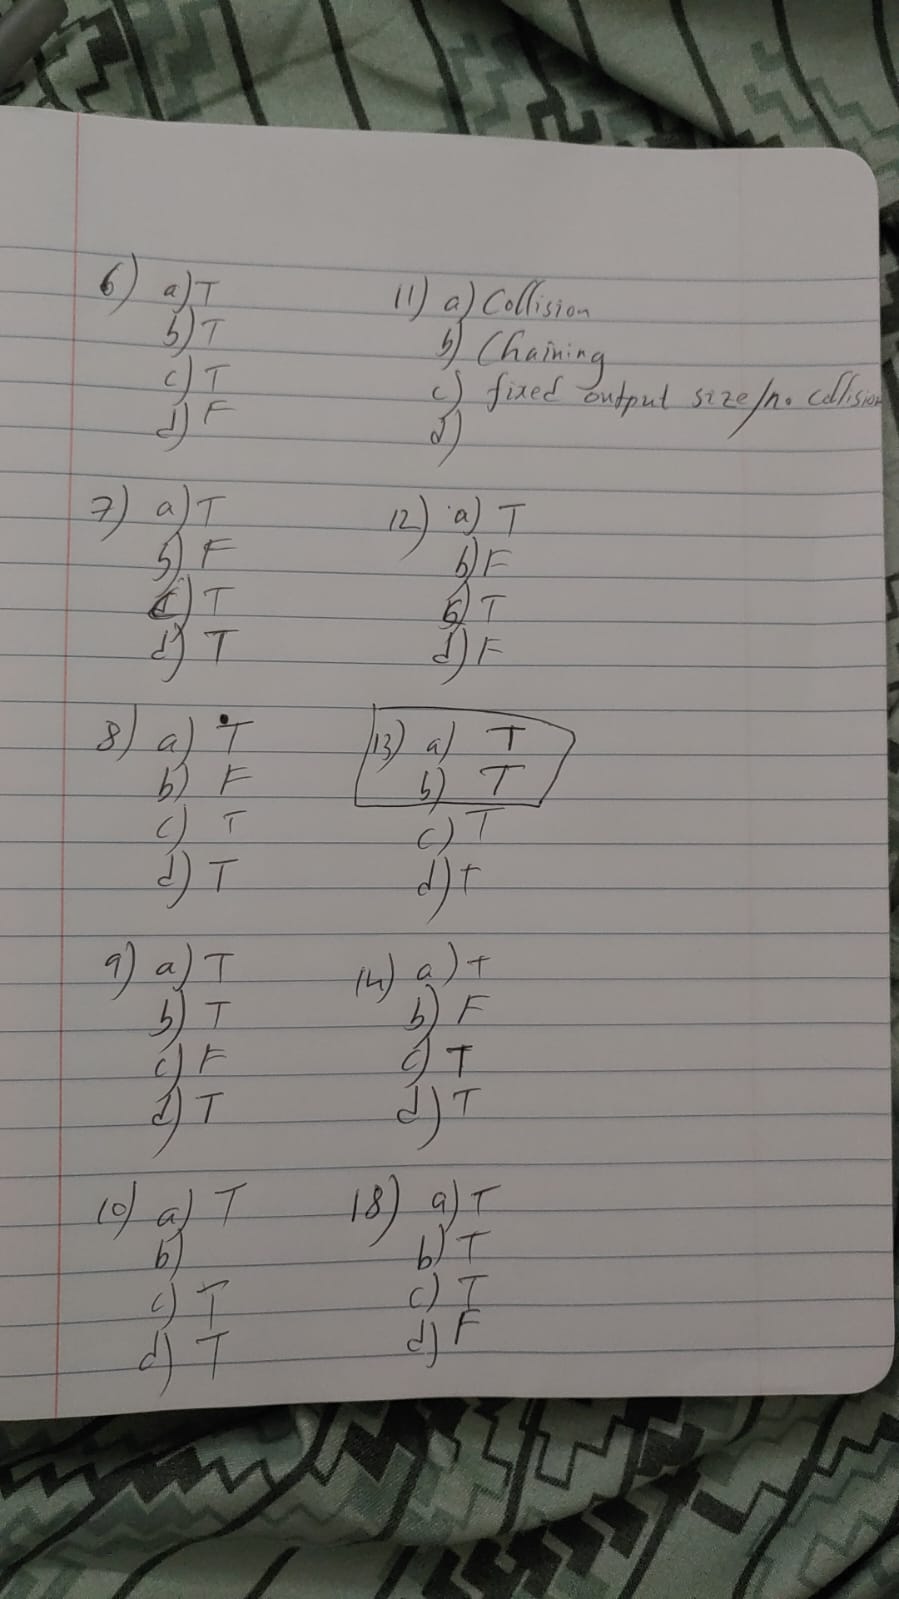 6) a) T
b) T
c) T
d) F
7) a) T
b) F
c) T
d) T
8) a) T
b) F
c) T
d) T
9) a) T
b) T
c) F
d) T
10) a) T
b)
c) T
d) T
11) a) Collision
b) Chaining
c) fixed output size/no collision
d)
12) a) T
b) F
c) T
d) F
13) a) T
b) T
c) T
d) t
14) a) t
b) F
c) T
d) T
18) a) T
b) T
c) T
d) F